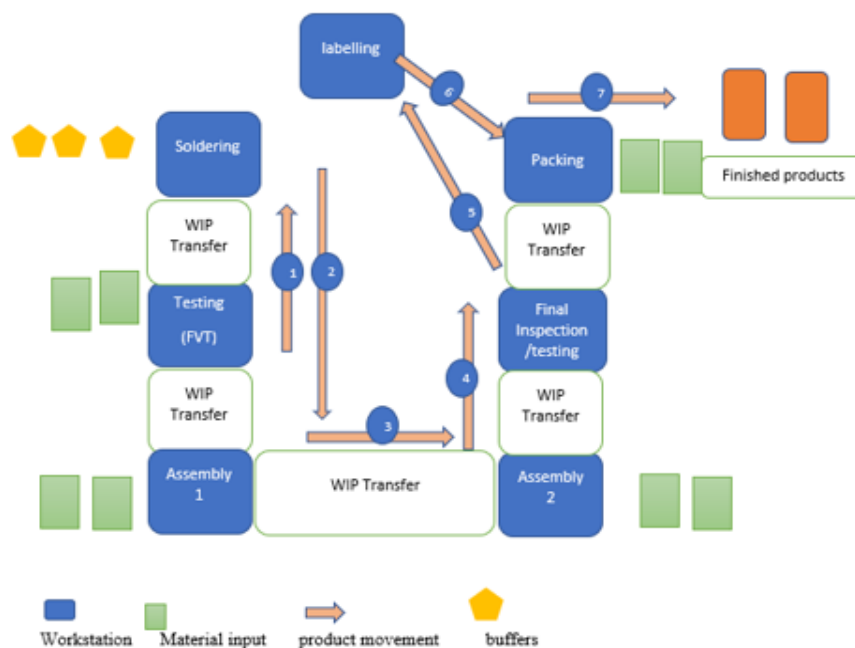 labelling
6
7
Soldering
Packing
Finished products
WIP
Transfer
5
WIP
Transfer
1
2
Testing
(FVT)
Final
Inspection
/testing
4
WIP
Transfer
WIP
Transfer
3
Assembly
1
WIP Transfer
Assembly
2
Workstation
Material input
product movement
buffers